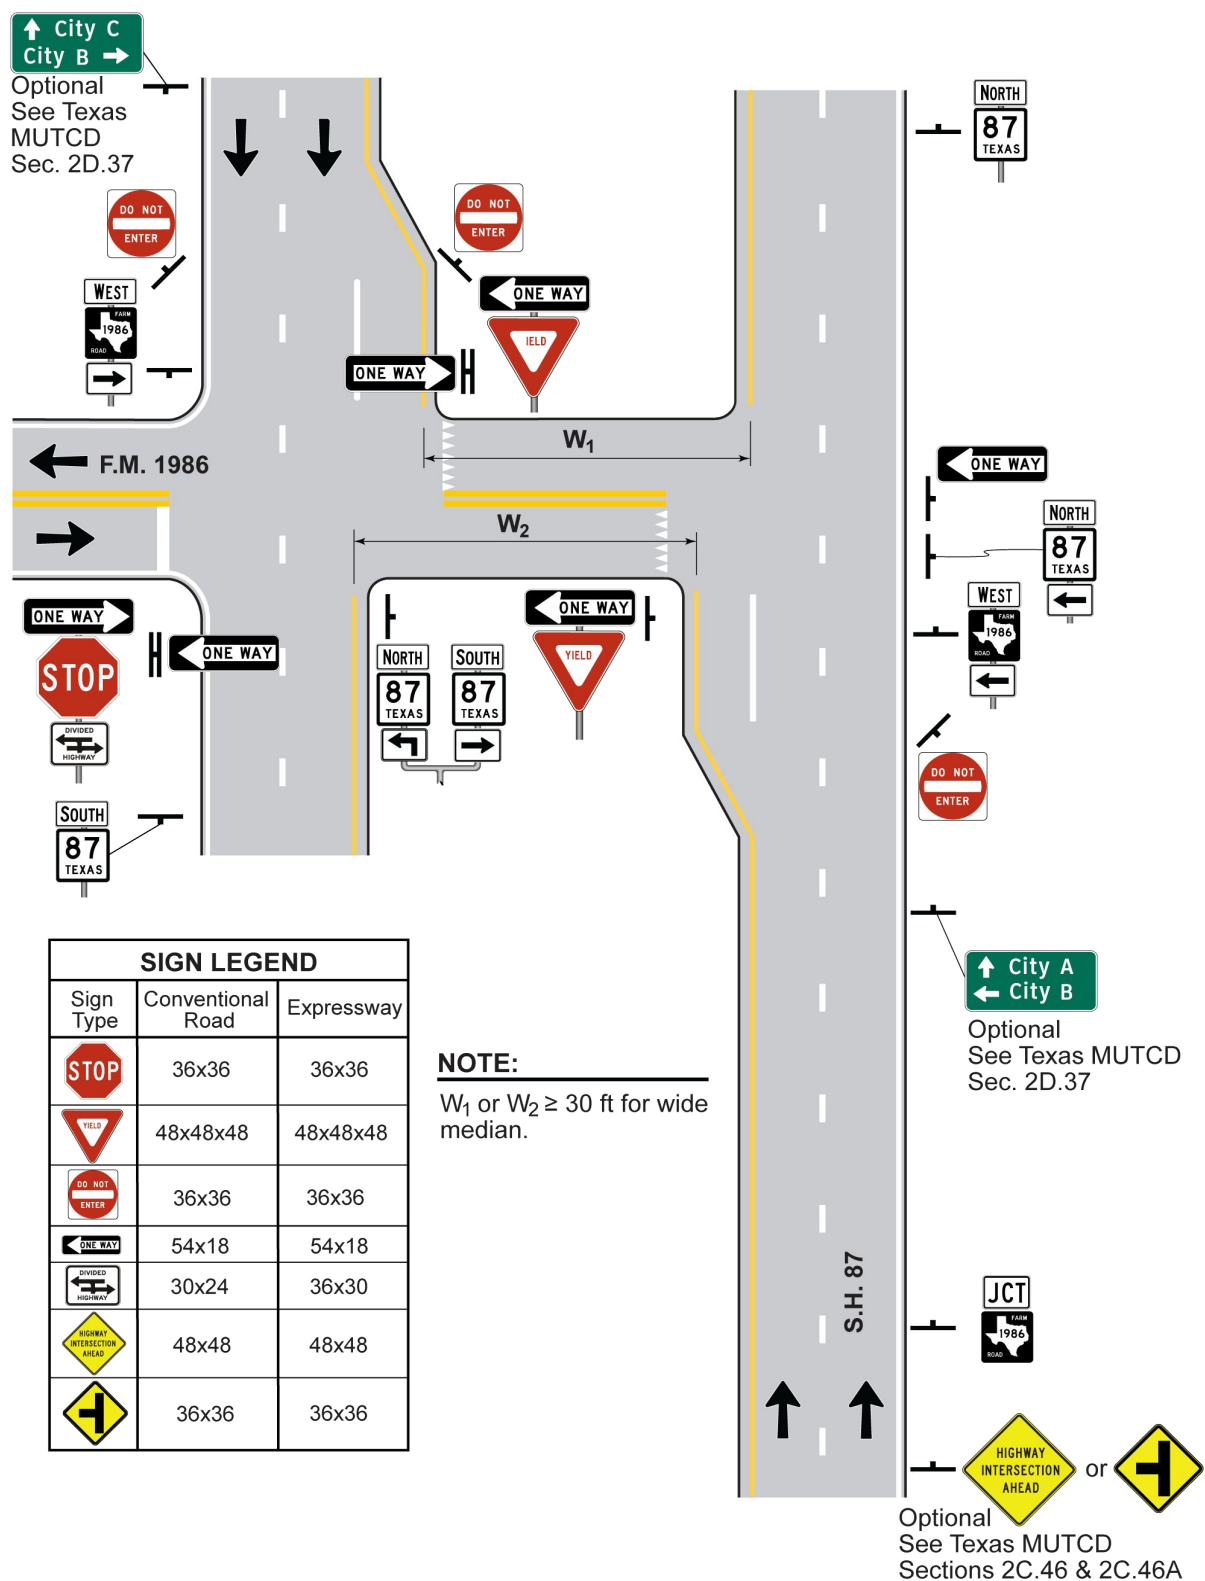 City C
City B
Optional
See Texas
MUTCD
Sec. 2D.37
NORTH
87
TEXAS
DO NOT
ENTER
DO NOT
ENTER
WEST
FARM
1986
ROAD
ONE WAY
IELD
ONE WAY
W1
F.M. 1986
W2
ONE WAY
NORTH
87
TEXAS
WEST
FARM
1986
ROAD
ONE WAY
STOP
DIVIDED
HIGHWAY
ONE WAY
NORTH
87
TEXAS
SOUTH
87
TEXAS
ONE WAY
YIELD
DO NOT
ENTER
SOUTH
87
TEXAS
City A
City B
Optional
See Texas MUTCD
Sec. 2D.37
SIGN LEGEND
Sign Type
Conventional Road
Expressway
STOP
36x36
36x36
YIELD
48x48x48
48x48x48
DO NOT
ENTER
36x36
36x36
ONE WAY
54x18
54x18
DIVIDED
HIGHWAY
30x24
36x30
HIGHWAY
INTERSECTION
AHEAD
48x48
48x48
36x36
36x36
NOTE:
W1 or W2 ≥ 30 ft for wide
median.
S.H. 87
JCT
FARM
1986
ROAD
HIGHWAY
INTERSECTION
AHEAD
or
Optional
See Texas MUTCD
Sections 2C.46 & 2C.46A